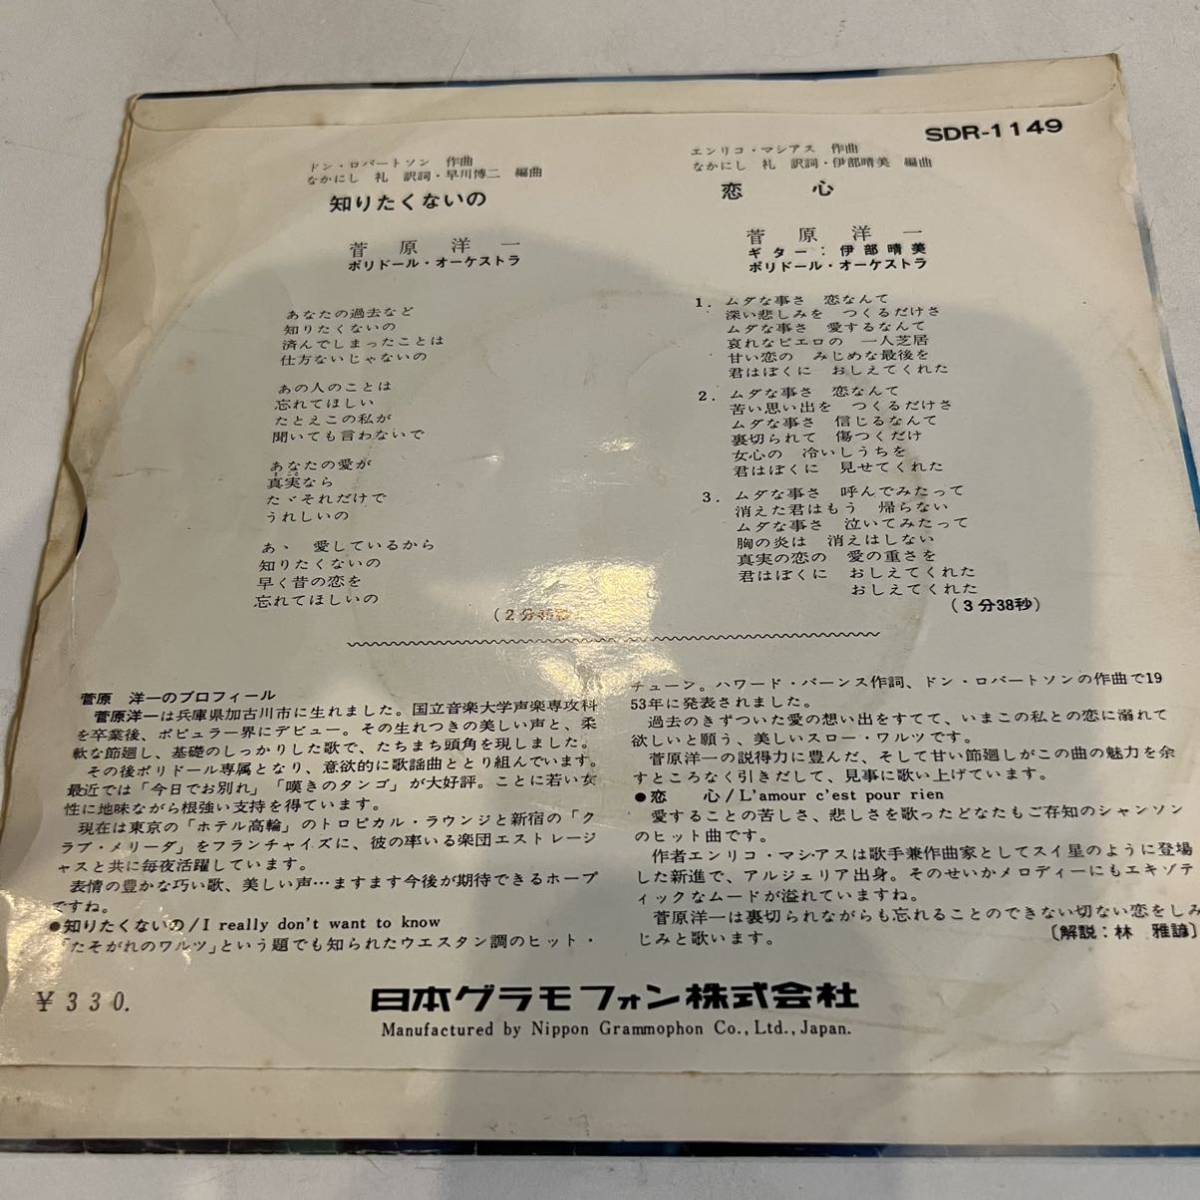 SDR-1149
ドン・ロバートソン 作曲
なかにし 礼 訳詞・早川博二 編曲
知りたくないの
菅原洋一
ポリドール・オーケストラ
あなたの過去など
知りたくないの
済んでしまったことは
仕方ないじゃないの
あの人のことは
忘れてほしい
たとえこの私が
聞いても言わないで
あなたの愛が
真実なら
たゞそれだけで
うれしいの
あゝ 愛しているから
知りたくないの
早く昔の恋を
忘れてほしいの
エンリコ・マシアス 作曲
なかにし 礼 訳詞・伊部晴美 編曲
恋 心
菅原洋一
ギター：伊部晴美
ポリドール・オーケストラ
1. ムダな事さ 恋なんて
深い悲しみを つくるだけさ
ムダな事さ 愛するなんて
哀れなピエロの 一人芝居
甘い恋の みじめな最後を
君はぼくに おしえてくれた
2. ムダな事さ 恋なんて
苦い思い出を つくるだけさ
ムダな事さ 信じるなんて
裏切られて 傷つくだけ
女心の 冷いしうちを
君はぼくに 見せてくれた
3. ムダな事さ 呼んでみたって
消えた君はもう 帰らない
ムダな事さ 泣いてみたって
胸の炎は 消えはしない
真実の恋の 愛の重さを
君はぼくに おしえてくれた
おしえてくれた
(3分38秒)
菅原 洋一のプロフィール
菅原洋一は兵庫県加古川市に生れました。国立音楽大学声楽専攻科
を卒業後、ポピュラー界にデビュー。その生れつきの美しい声と、柔
軟な節廻し、基礎のしっかりした歌で、たちまち頭角を現しました。
その後ポリドール専属となり、意欲的に歌謡曲ととり組んでいます。
最近では「今日でお別れ」「嘆きのタンゴ」が大好評。ことに若い女
性に地味ながら根強い支持を得ています。
現在は東京の「ホテル高輪」のトロピカル・ラウンジと新宿の「ク
ラブ・メリーダ」をフランチャイズに、彼の率いる楽団エストレージ
ャスと共に毎夜活躍しています。
表情の豊かな巧い歌、美しい声…ますます今後が期待できるホープ
ですね。
●知りたくないの/I really don't want to know
「たそがれのワルツ」という題でも知られたウエスタン調のヒット・
チューン。ハワード・バーンス作詞、ドン・ロバートソンの作曲で19
53年に発表されました。
過去のきずついた愛の想い出をすてて、いまこの私との恋に溺れて
欲しいと願う、美しいスロー・ワルツです。
菅原洋一の説得力に豊んだ、そして甘い節廻しがこの曲の魅力を余
すところなく引きだして、見事に歌い上げています。
●恋 心/L'amour c'est pour rien
愛することの苦しさ、悲しさを歌ったどなたもご存知のシャンソン
のヒット曲です。
作者エンリコ・マシアスは歌手兼作曲家としてスイ星のように登場
した新進で、アルジェリア出身。そのせいかメロディーにもエキゾテ
ィックなムードが溢れていますね。
菅原洋一は裏切られながらも忘れることのできない切ない恋をしみ
じみと歌います。
〔解説：林 雅諺〕
¥330.
日本グラモフォン株式会社
Manufactured by Nippon Grammophon Co., Ltd., Japan.